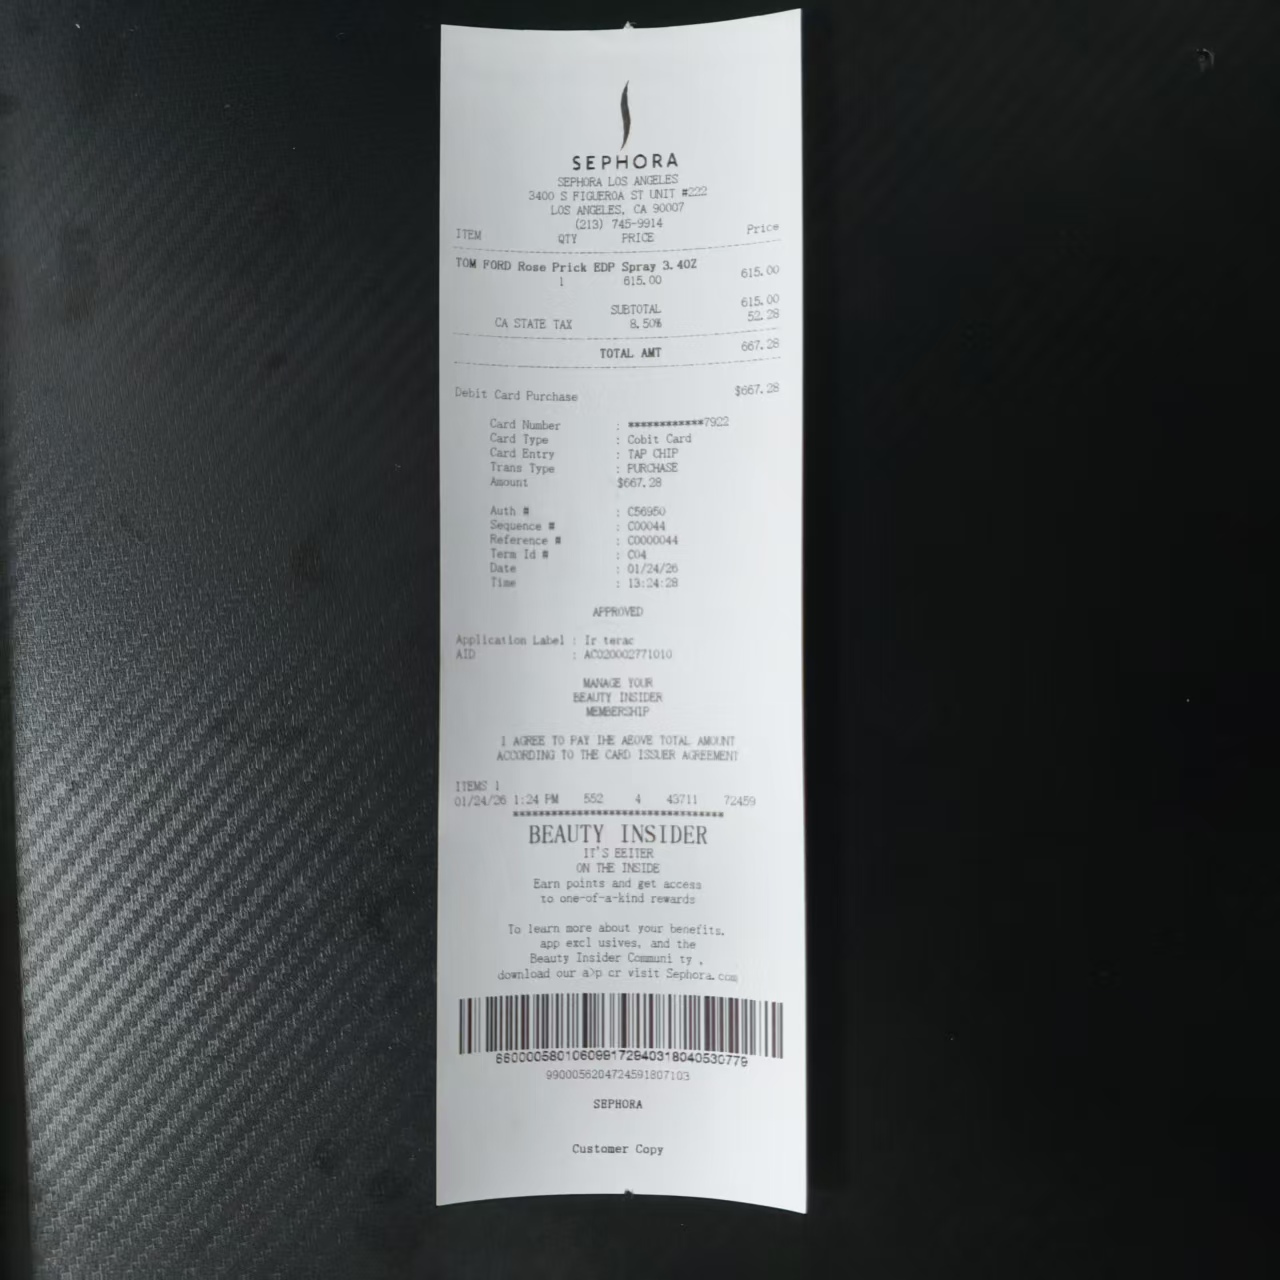 SEPHORA
SEPHORA LOS ANGELES
3400 S FIGUEROA ST UNIT #222
LOS ANGELES, CA 90007
(213) 745-9914
ITEM QTY PRICE Price
TOM FORD Rose Prick EDP Spray 3.4OZ
1 615.00 615.00
SUBTOTAL 615.00
CA STATE TAX 8.50% 52.28
TOTAL AMT 667.28
Debit Card Purchase $667.28
Card Number : ************7922
Card Type : Cobit Card
Card Entry : TAP CHIP
Trans Type : PURCHASE
Amount $667.28
Auth # : C56950
Sequence # : C00044
Reference # : C0000044
Term Id # : C04
Date : 01/24/26
Time : 13:24:28
APPROVED
Application Label : Ir terac
AID : AC020002771010
MANAGE YOUR
BEAUTY INSIDER
MEMBERSHIP
I AGREE TO PAY IHE AEOVE TOTAL AMOUNT
ACCORDING TO THE CARD ISSUER AGREEMENT
ITEMS 1
01/24/26 1:24 PM 552 4 43711 72459
*********************************
BEAUTY INSIDER
IT'S EEITER
ON THE INSIDE
Earn points and get access
to one-of-a-kind rewards
To learn more about your benefits,
app excl usives, and the
Beauty Insider Communi ty ,
download our a)p cr visit Sephora.com
660000580106099172940318040530779
9900056204724591807103
SEPHORA
Customer Copy